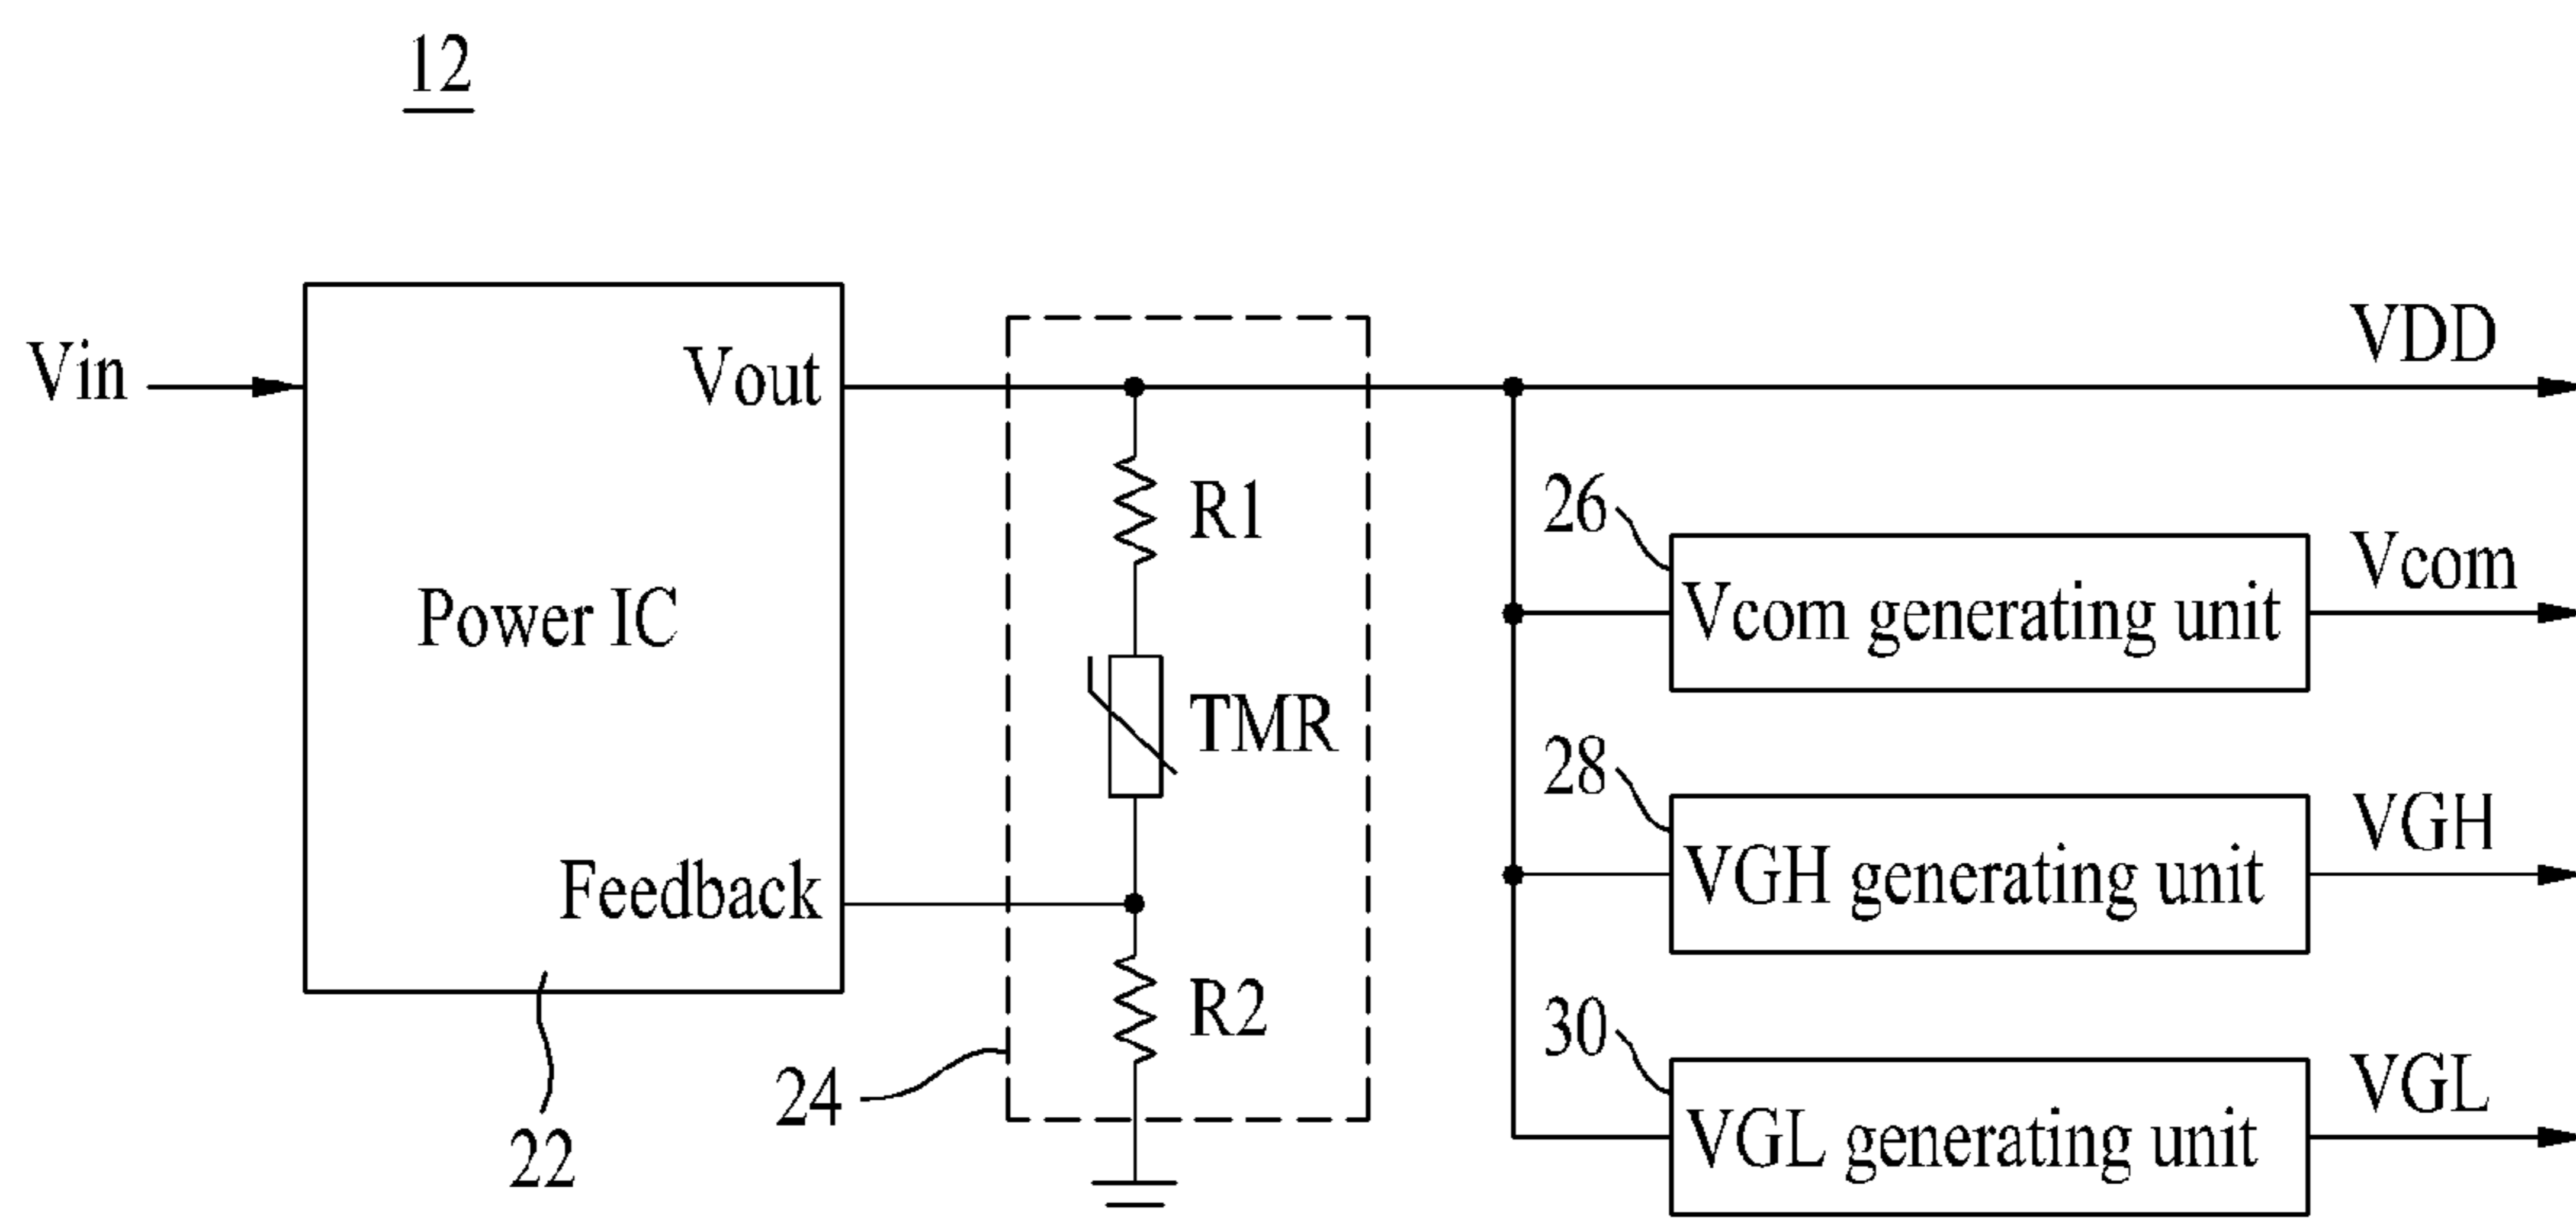 12
Vin
Vout
VDD
R1
26
Vcom
Power IC
Vcom generating unit
TMR
28
VGH
Feedback
VGH generating unit
R2
30
24
VGL
22
VGL generating unit